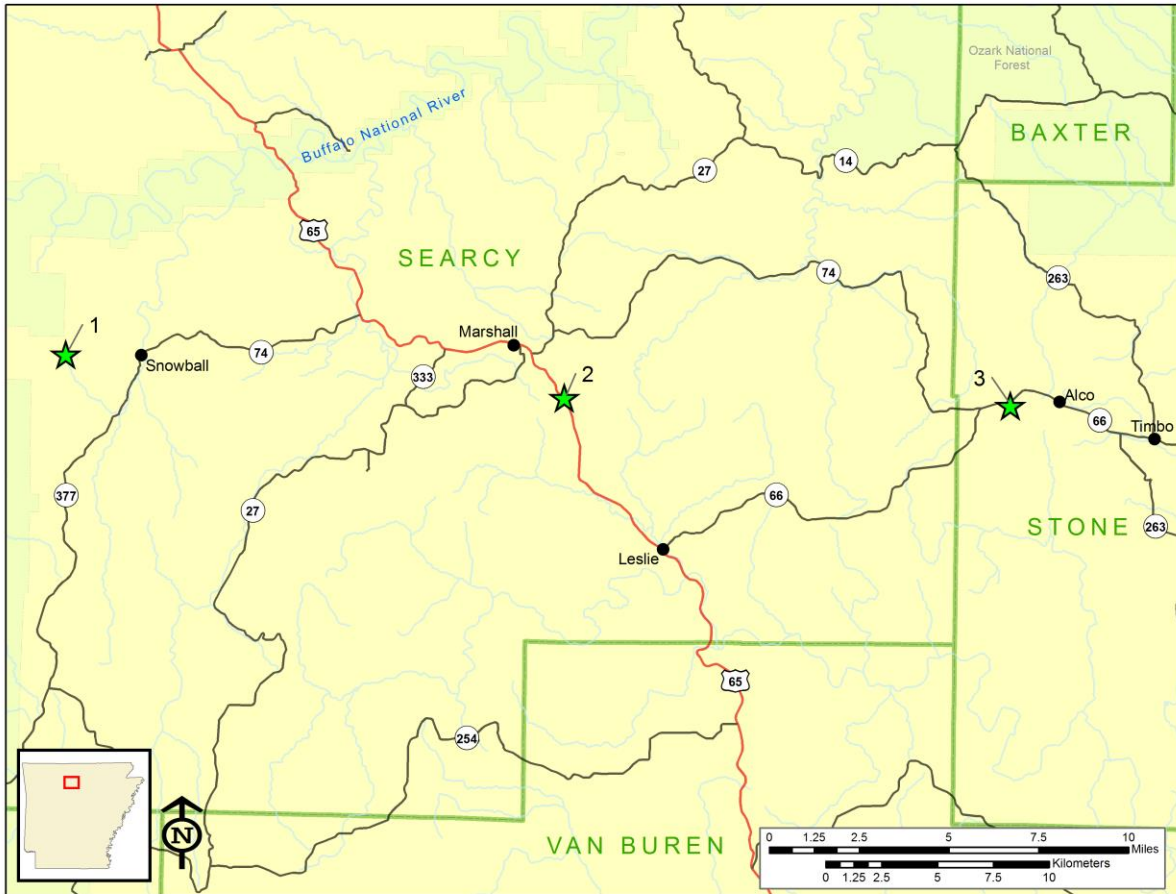 Ozark National
Forest
BAXTER
Buffalo National River
14
27
65
SEARCY
74
263
1
Marshall
Snowball
74
333
2
3
Alco
66
Timbo
377
27
66
STONE
263
Leslie
65
254
N
VAN BUREN
0 1.25 2.5 5 7.5 10
Miles
Kilometers
0 1.25 2.5 5 7.5 10